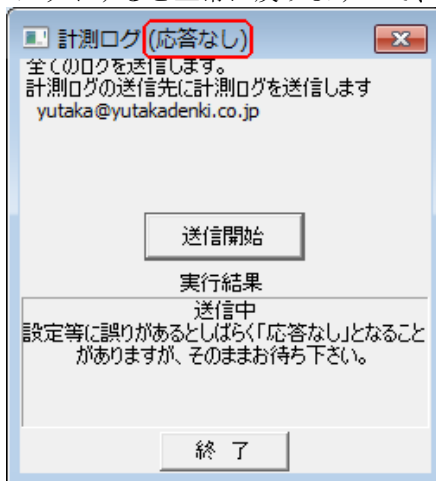 計測ログ (応答なし)
全てのログを送信します。
計測ログの送信先に計測ログを送信します
yutaka@yutakadenki.co.jp
送信開始
実行結果
送信中
設定等に誤りがあるとしばらく「応答なし」となること
がありますが、そのままお待ち下さい。
終 了